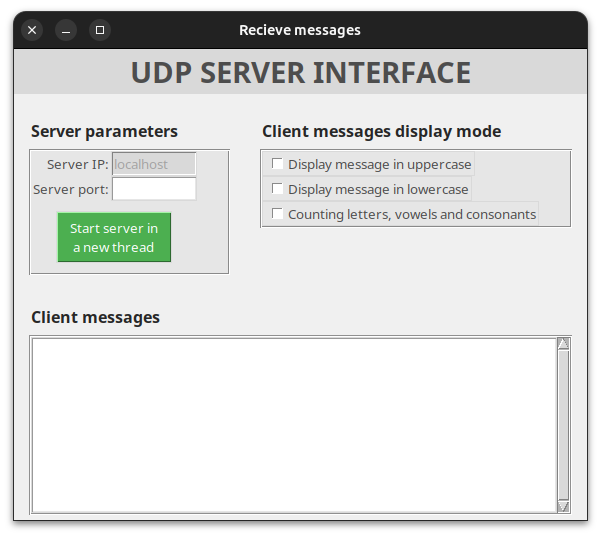 Recieve messages
UDP SERVER INTERFACE
Server parameters
Server IP: localhost
Server port:
Start server in
a new thread
Client messages display mode
Display message in uppercase
Display message in lowercase
Counting letters, vowels and consonants
Client messages